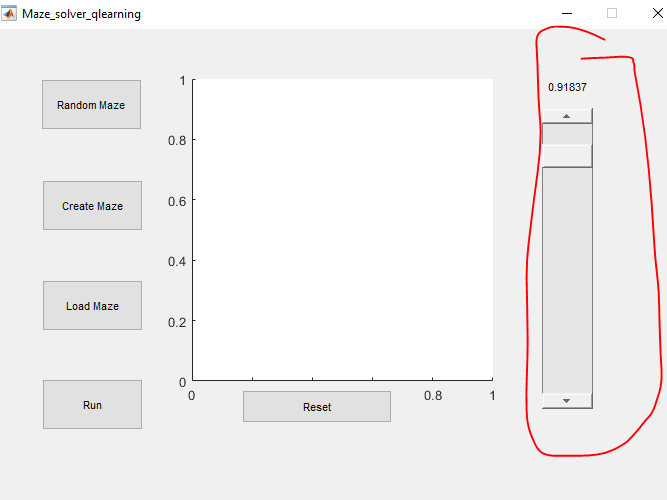 Maze_solver_qlearning
0.91837
Random Maze
Create Maze
Load Maze
Run
1
0.8
0.6
0.4
0.2
0
0
0.8
1
Reset